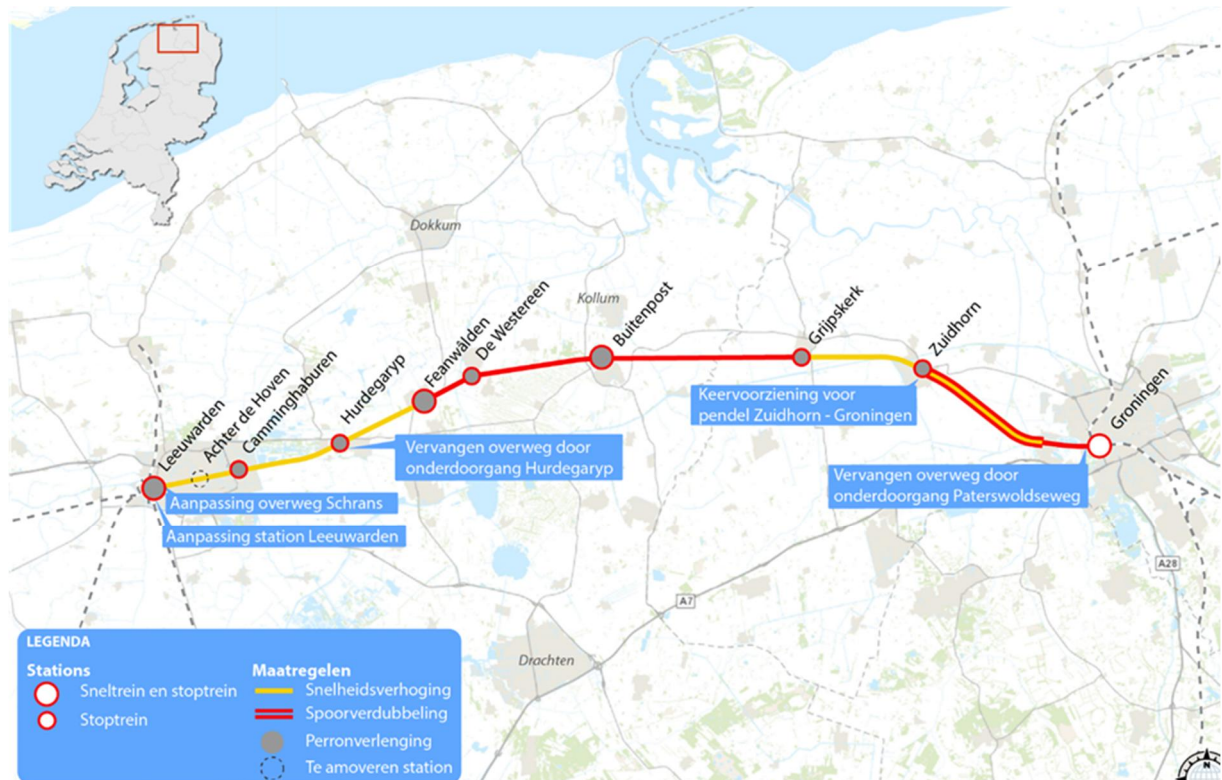 Dokkum
Kollum
Leeuwarden
Achter de Hoven
Camminghaburen
Hurdegaryp
Feanwâlden
De Westereen
Buitenpost
Grijpskerk
Zuidhorn
Groningen
Keervoorziening voor
pendel Zuidhorn - Groningen
Vervangen overweg door
onderdoorgang Hurdegaryp
Vervangen overweg door
onderdoorgang Paterswoldseweg
Aanpassing overweg Schrans
Aanpassing station Leeuwarden
A28
A7
Drachten
LEGENDA
Stations
Sneltrein en stoptrein
Stoptrein
Maatregelen
Snelheidsverhoging
Spoorverdubbeling
Perronverlenging
Te amoveren station
N